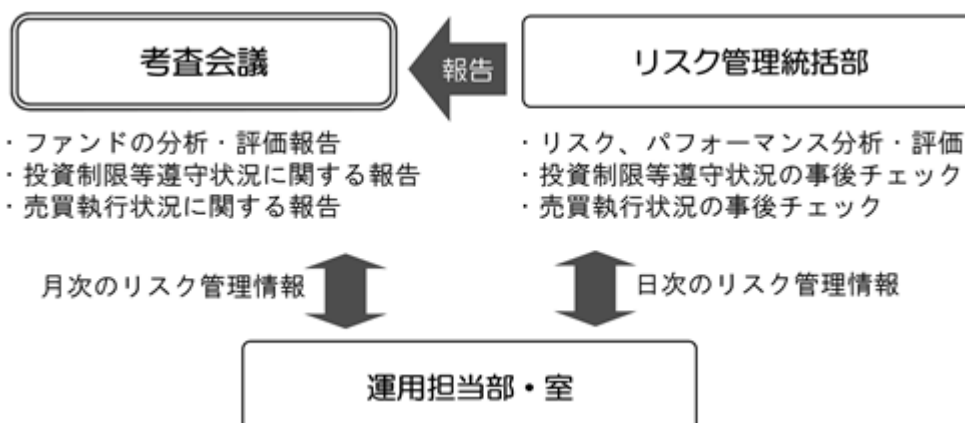 考査会議
報告
リスク管理統括部
・ファンドの分析・評価報告
・投資制限等遵守状況に関する報告
・売買執行状況に関する報告
・リスク、パフォーマンス分析・評価
・投資制限等遵守状況の事後チェック
・売買執行状況の事後チェック
月次のリスク管理情報
日次のリスク管理情報
運用担当部・室